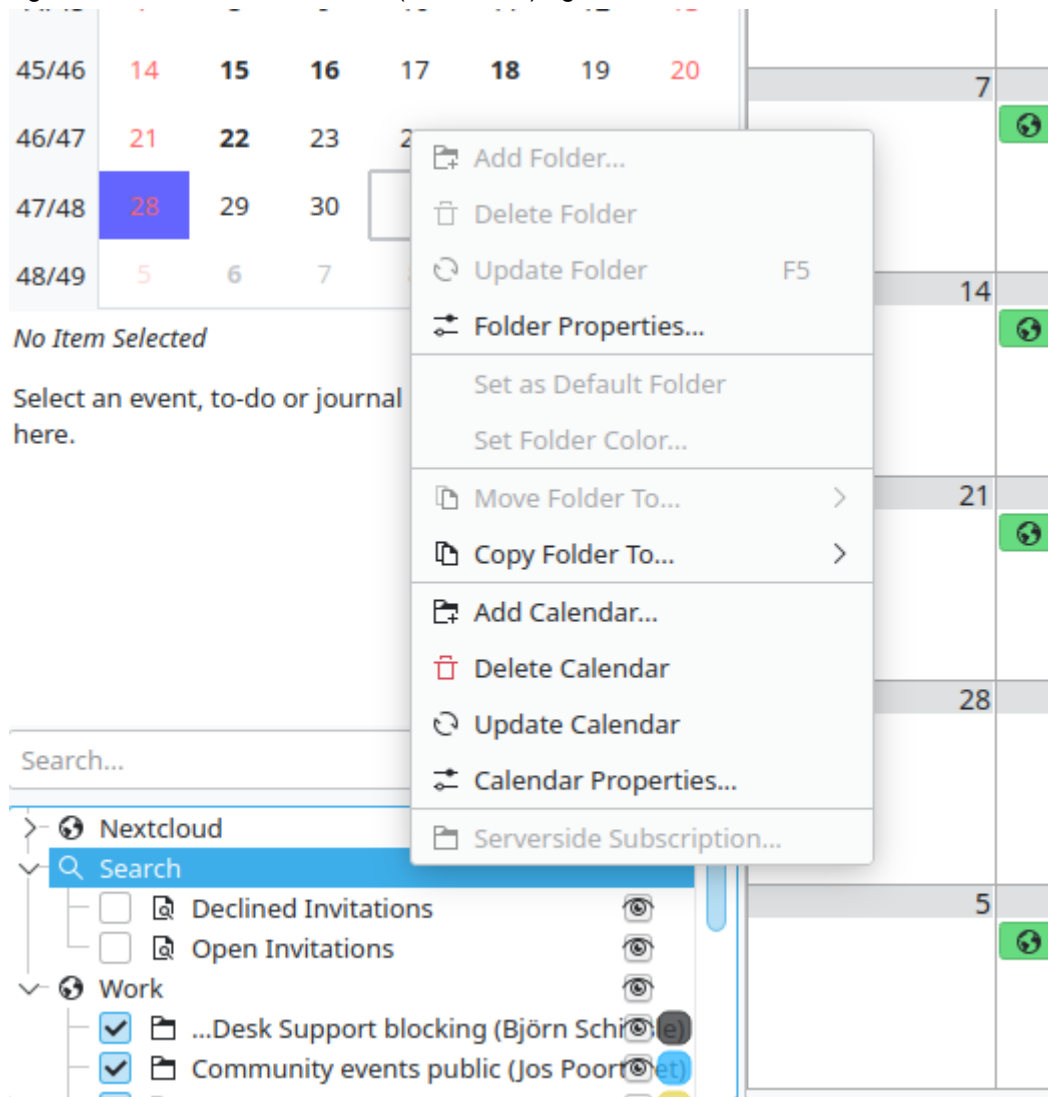 45/46 14 15 16 17 18 19 20
7
46/47 21 22 23
47/48 28 29 30
48/49 5 6 7
No Item Selected
Select an event, to-do or journal
here.
Add Folder...
Delete Folder
Update Folder F5
Folder Properties...
Set as Default Folder
Set Folder Color...
Move Folder To...
Copy Folder To...
Add Calendar...
Delete Calendar
Update Calendar
Calendar Properties...
Serverside Subscription...
14
21
28
5
Search...
Nextcloud
Search
Declined Invitations
Open Invitations
Work
...Desk Support blocking (Björn
Community events public (Jos